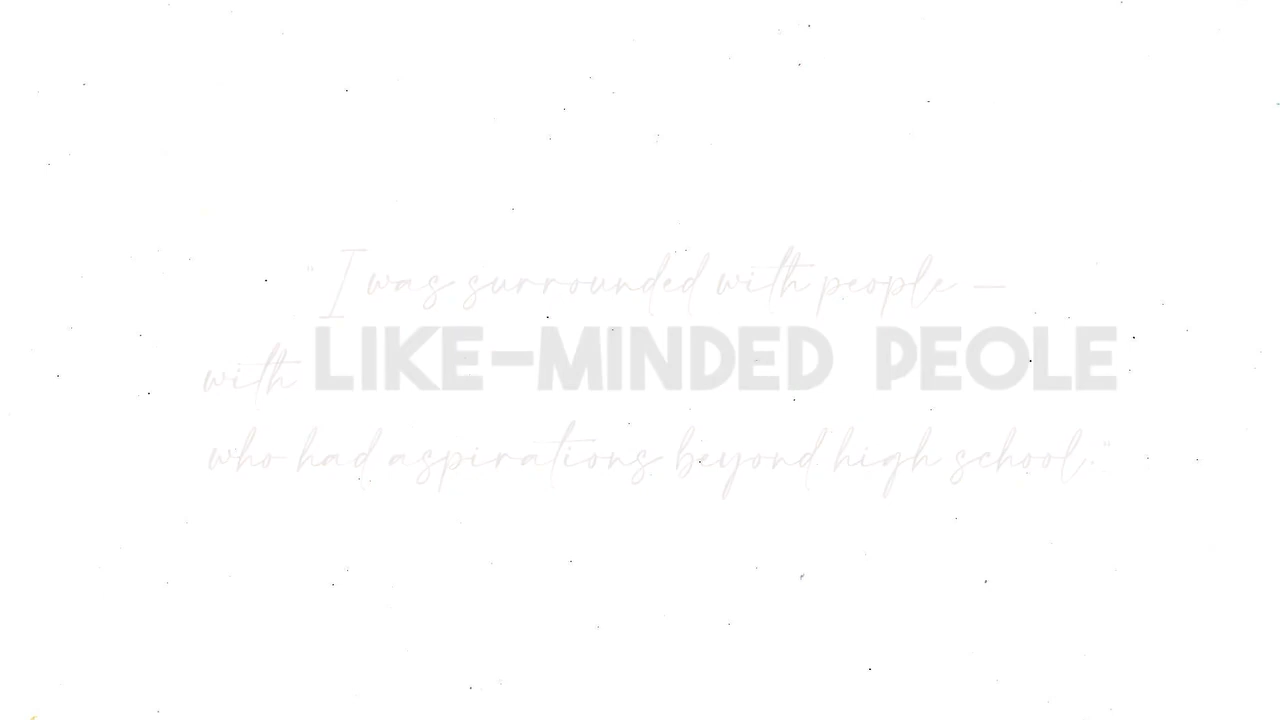 "I was surrounded with people –
with LIKE-MINDED PEOLE
who had aspirations beyond high school."